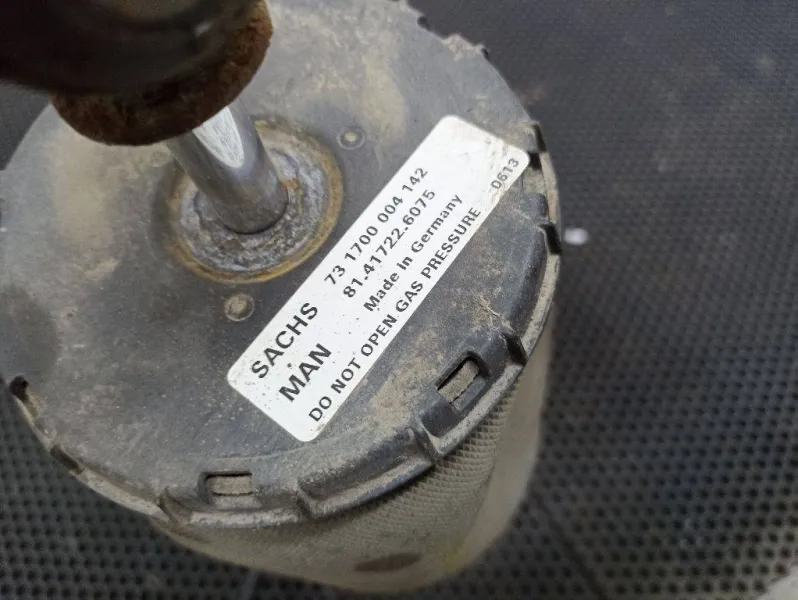 SACHS 73 1700 004 142
MAN 81.41722.6075
Made in Germany
DO NOT OPEN GAS PRESSURE 0613